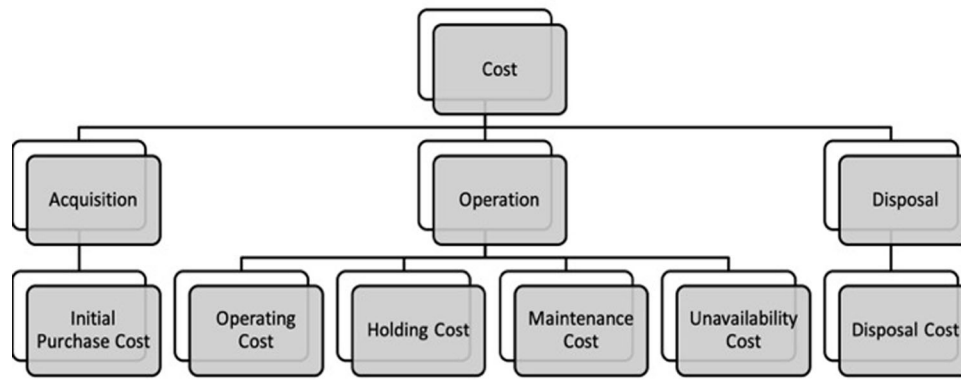 Cost
Acquisition
Operation
Disposal
Initial
Purchase Cost
Operating
Cost
Holding Cost
Maintenance
Cost
Unavailability
Cost
Disposal Cost